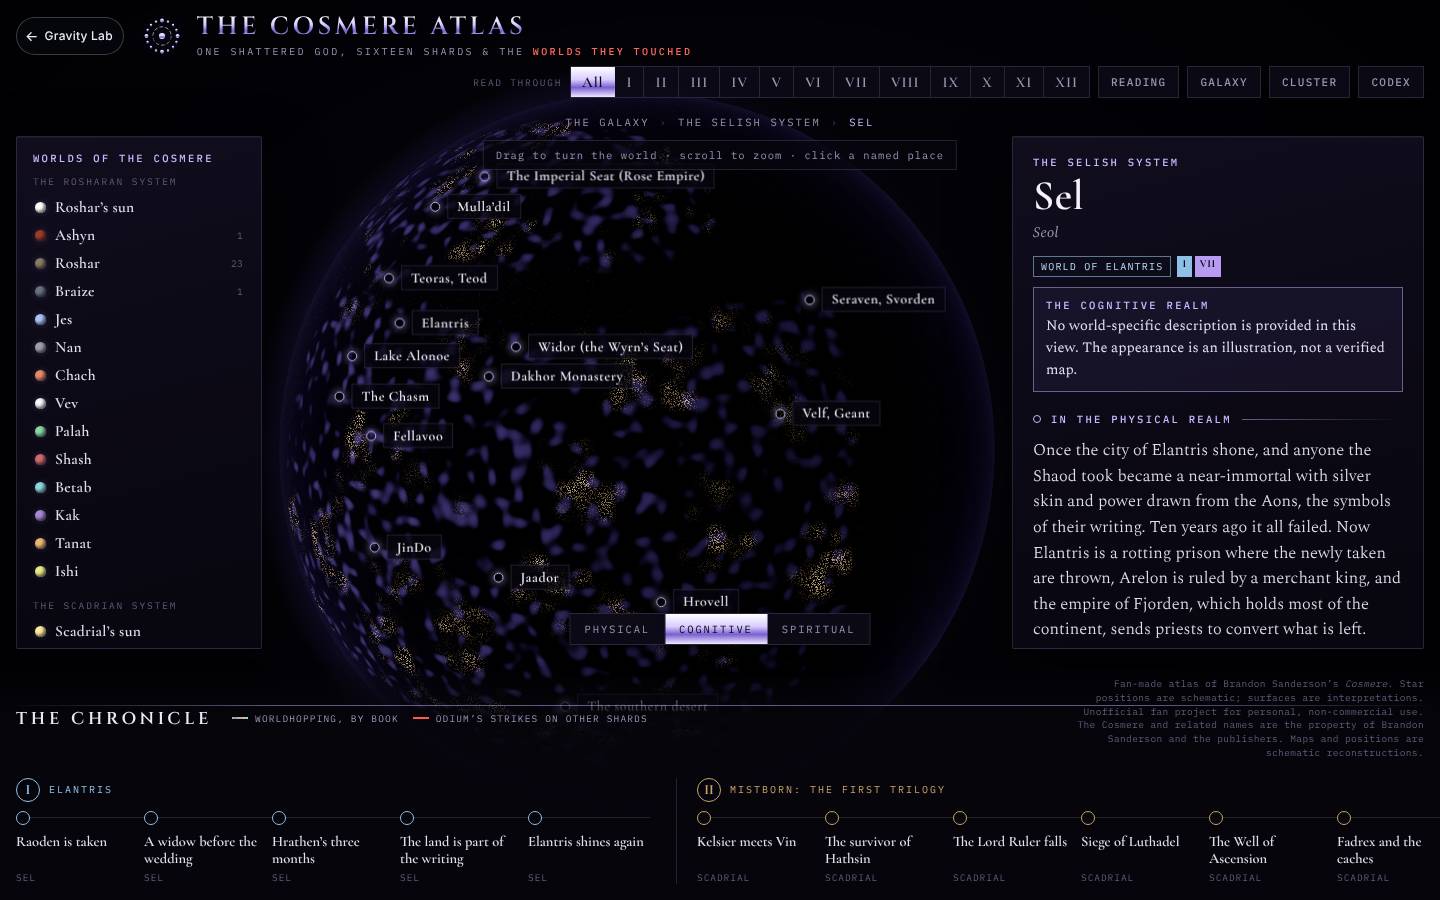 ← Gravity Lab
THE COSMERE ATLAS
ONE SHATTERED GOD, SIXTEEN SHARDS & THE WORLDS THEY TOUCHED
READ THROUGH All I II III IV V VI VII VIII IX X XI XII READING GALAXY CLUSTER CODEX
THE GALAXY › THE SELISH SYSTEM › SEL
Drag to turn the world · scroll to zoom · click a named place
WORLDS OF THE COSMERE
THE ROSHARAN SYSTEM
Roshar's sun
Ashyn 1
Roshar 23
Braize 1
Jes
Nan
Chach
Vev
Palah
Shash
Betab
Kak
Tanat
Ishi
THE SCADRIAN SYSTEM
Scadrial's sun
The Imperial Seat (Rose Empire)
Mulla'dil
Teoras, Teod
Seraven, Svorden
Elantris
Widor (the Wyrn's Seat)
Lake Alonoe
Dakhor Monastery
The Chasm
Velf, Geant
Fellavoo
JinDo
Jaador
Hrovell
PHYSICAL COGNITIVE SPIRITUAL
The southern desert
THE SELISH SYSTEM
Sel
Seol
WORLD OF ELANTRIS I VII
THE COGNITIVE REALM
No world-specific description is provided in this
view. The appearance is an illustration, not a verified
map.
IN THE PHYSICAL REALM
Once the city of Elantris shone, and anyone the
Shaod took became a near-immortal with silver
skin and power drawn from the Aons, the symbols
of their writing. Ten years ago it all failed. Now
Elantris is a rotting prison where the newly taken
are thrown, Arelon is ruled by a merchant king, and
the empire of Fjorden, which holds most of the
continent, sends priests to convert what is left.
Fan-made atlas of Brandon Sanderson's Cosmere. Star
positions are schematic; surfaces are interpretations.
Unofficial fan project for personal, non-commercial use.
The Cosmere and related names are the property of Brandon
Sanderson and the publishers. Maps and positions are
schematic reconstructions.
THE CHRONICLE WORLDHOPPING, BY BOOK ODIUM'S STRIKES ON OTHER SHARDS
I ELANTRIS
Raoden is taken
SEL
A widow before the
wedding
SEL
Hrathen's three
months
SEL
The land is part of
the writing
SEL
Elantris shines again
SEL
II MISTBORN: THE FIRST TRILOGY
Kelsier meets Vin
SCADRIAL
The survivor of
Hathsin
SCADRIAL
The Lord Ruler falls
SCADRIAL
Siege of Luthadel
SCADRIAL
The Well of
Ascension
SCADRIAL
Fadrex and the
caches
SCADRIAL